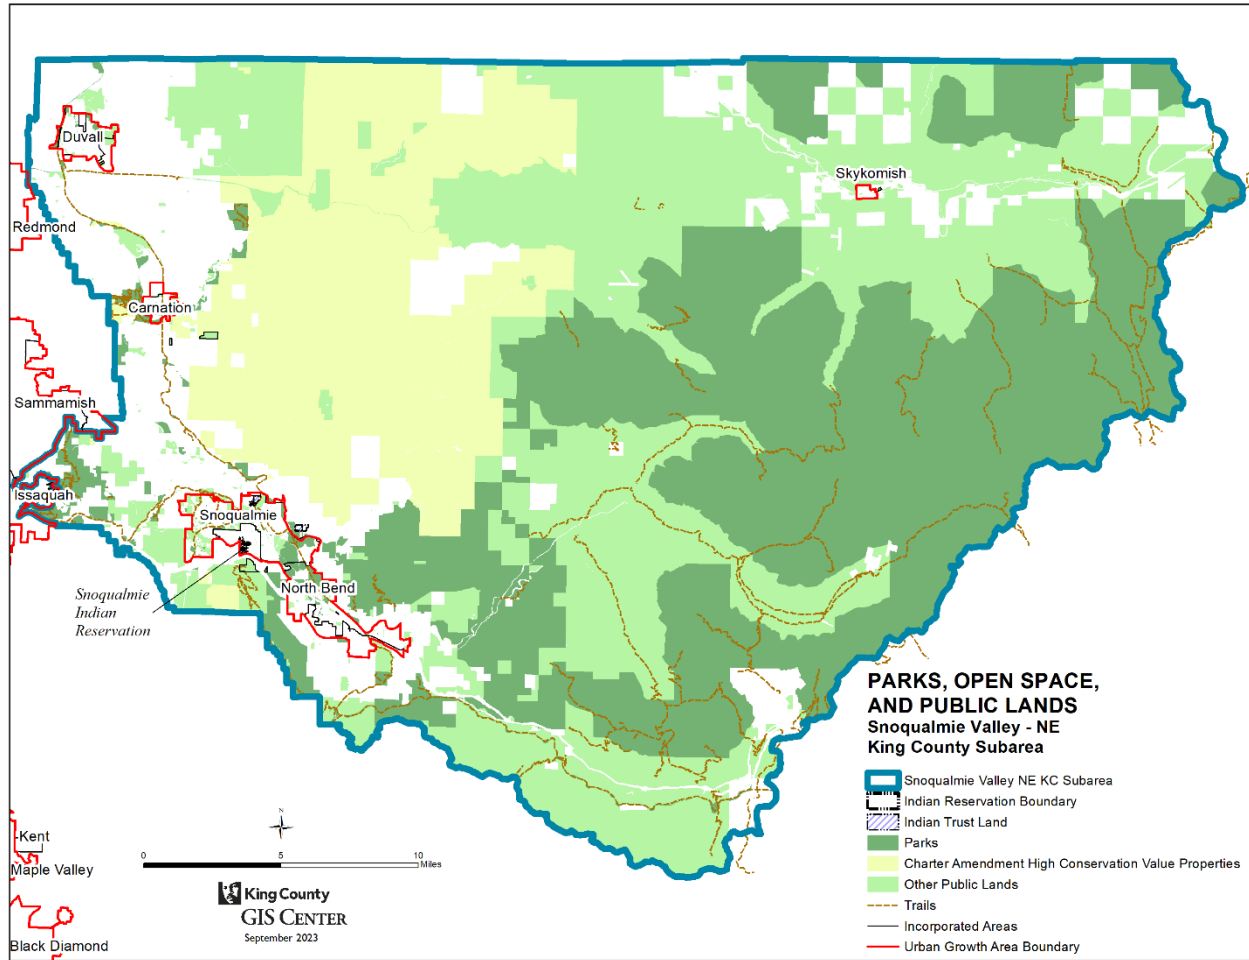 Duvall
Skykomish
Redmond
Carnation
Sammamish
Issaquah
Snoqualmie
North Bend
Snoqualmie
Indian
Reservation
PARKS, OPEN SPACE,
AND PUBLIC LANDS
Snoqualmie Valley - NE
King County Subarea
Snoqualmie Valley NE KC Subarea
Indian Reservation Boundary
Indian Trust Land
Parks
Charter Amendment High Conservation Value Properties
Other Public Lands
Trails
Incorporated Areas
Urban Growth Area Boundary
N
0 5 10
Miles
King County
GIS CENTER
September 2023
Kent
Maple Valley
Black Diamond